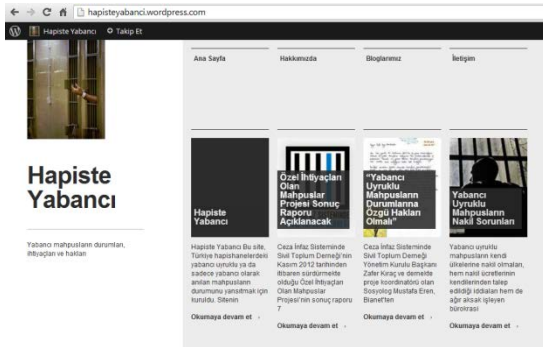 hapisteyabanci.wordpress.com
Hapiste Yabancı
Takip Et
Ana Sayfa
Hakkımızda
Bloglarımız
İletişim
Hapiste
Yabancı
Yabancı mahpusların durumları,
ihtiyaçları ve hakları
Hapiste
Yabancı
Hapiste Yabancı Bu site,
Türkiye hapishanelerdeki
yabancı uyruklu ya da
sadece yabancı olarak
anılan mahpusların
durumunu yansıtmak için
kuruldu. Sitenin
Okumaya devam et
Özel İhtiyaçları
Olan
Mahpuslar
Projesi Sonuç
Raporu
Açıklanacak
Ceza İnfaz Sisteminde
Sivil Toplum Derneği'nin
Kasım 2012 tarihinden
itibaren sürdürmekte
olduğu Özel İhtiyaçları
Olan Mahpuslar
Projesi'nin sonuç raporu
7
Okumaya devam et
"Yabancı
Uyruklu
Mahpusların
Durumlarına
Özgü Hakları
Olmalı"
Ceza İnfaz Sisteminde
Sivil Toplum Derneği
Yönetim Kurulu Başkanı
Zafer Kıraç ve dernekte
proje koordinatörü olan
Sosyolog Mustafa Eren,
Bianet'ten
Okumaya devam et
Yabancı
Uyruklu
Mahpusların
Nakil Sorunları
Yabancı uyruklu
mahpusların kendi
ülkelerine nakil olmaları,
hem nakil ücretlerinin
kendilerinden talep
edildiği iddiaları hem de
ağır aksak işleyen
bürokrasi
Okumaya devam et